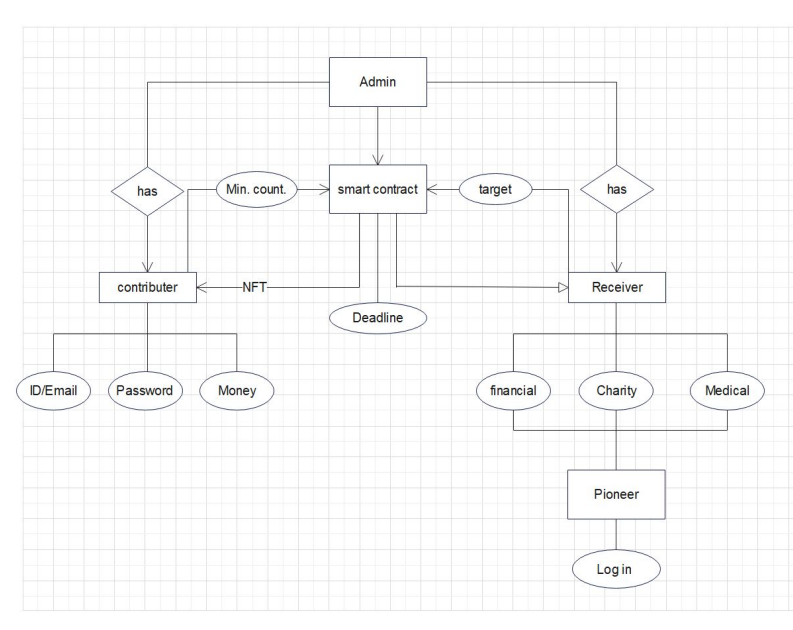 Admin
has
Min. count.
smart contract
target
has
contributer
NFT
Receiver
Deadline
ID/Email
Password
Money
financial
Charity
Medical
Pioneer
Log in